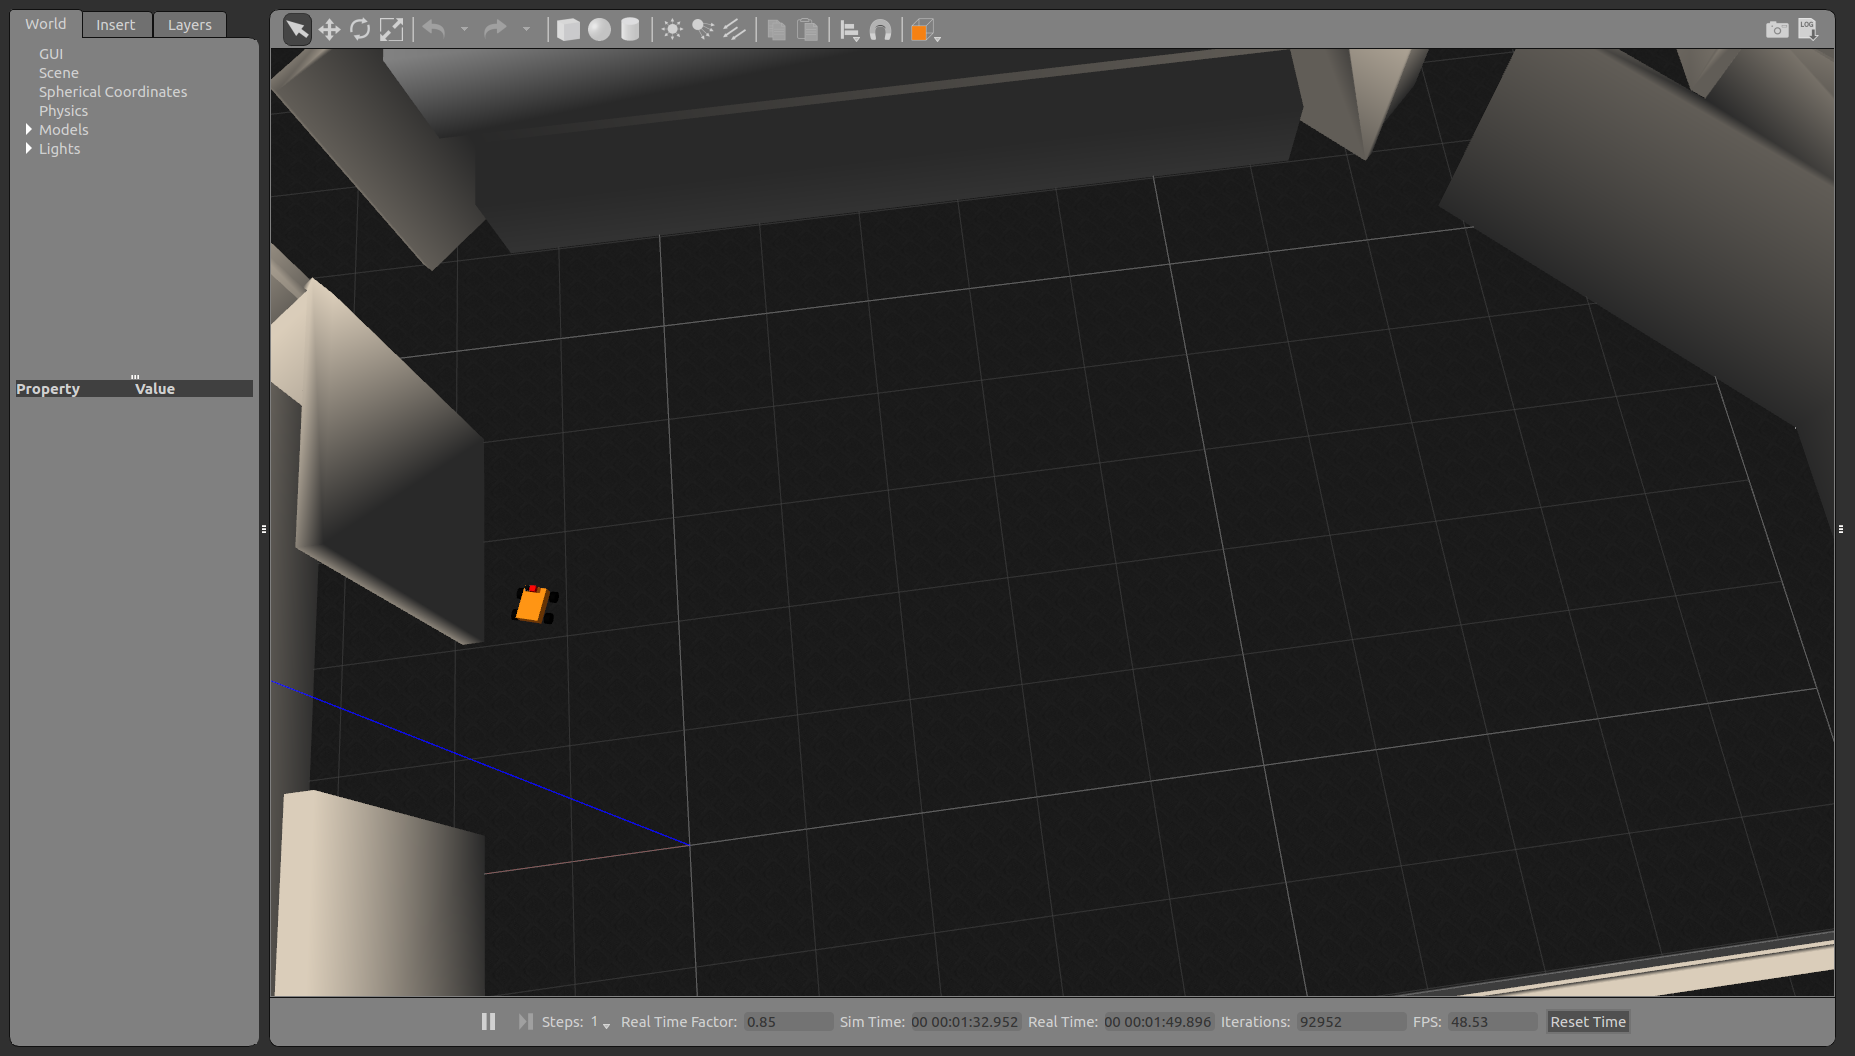 World Insert Layers
LOG
GUI
Scene
Spherical Coordinates
Physics
Models
Lights
Property Value
Steps: 1 Real Time Factor: 0.85 Sim Time: 00 00:01:32.952 Real Time: 00 00:01:49.896 Iterations: 92952 FPS: 48.53 Reset Time